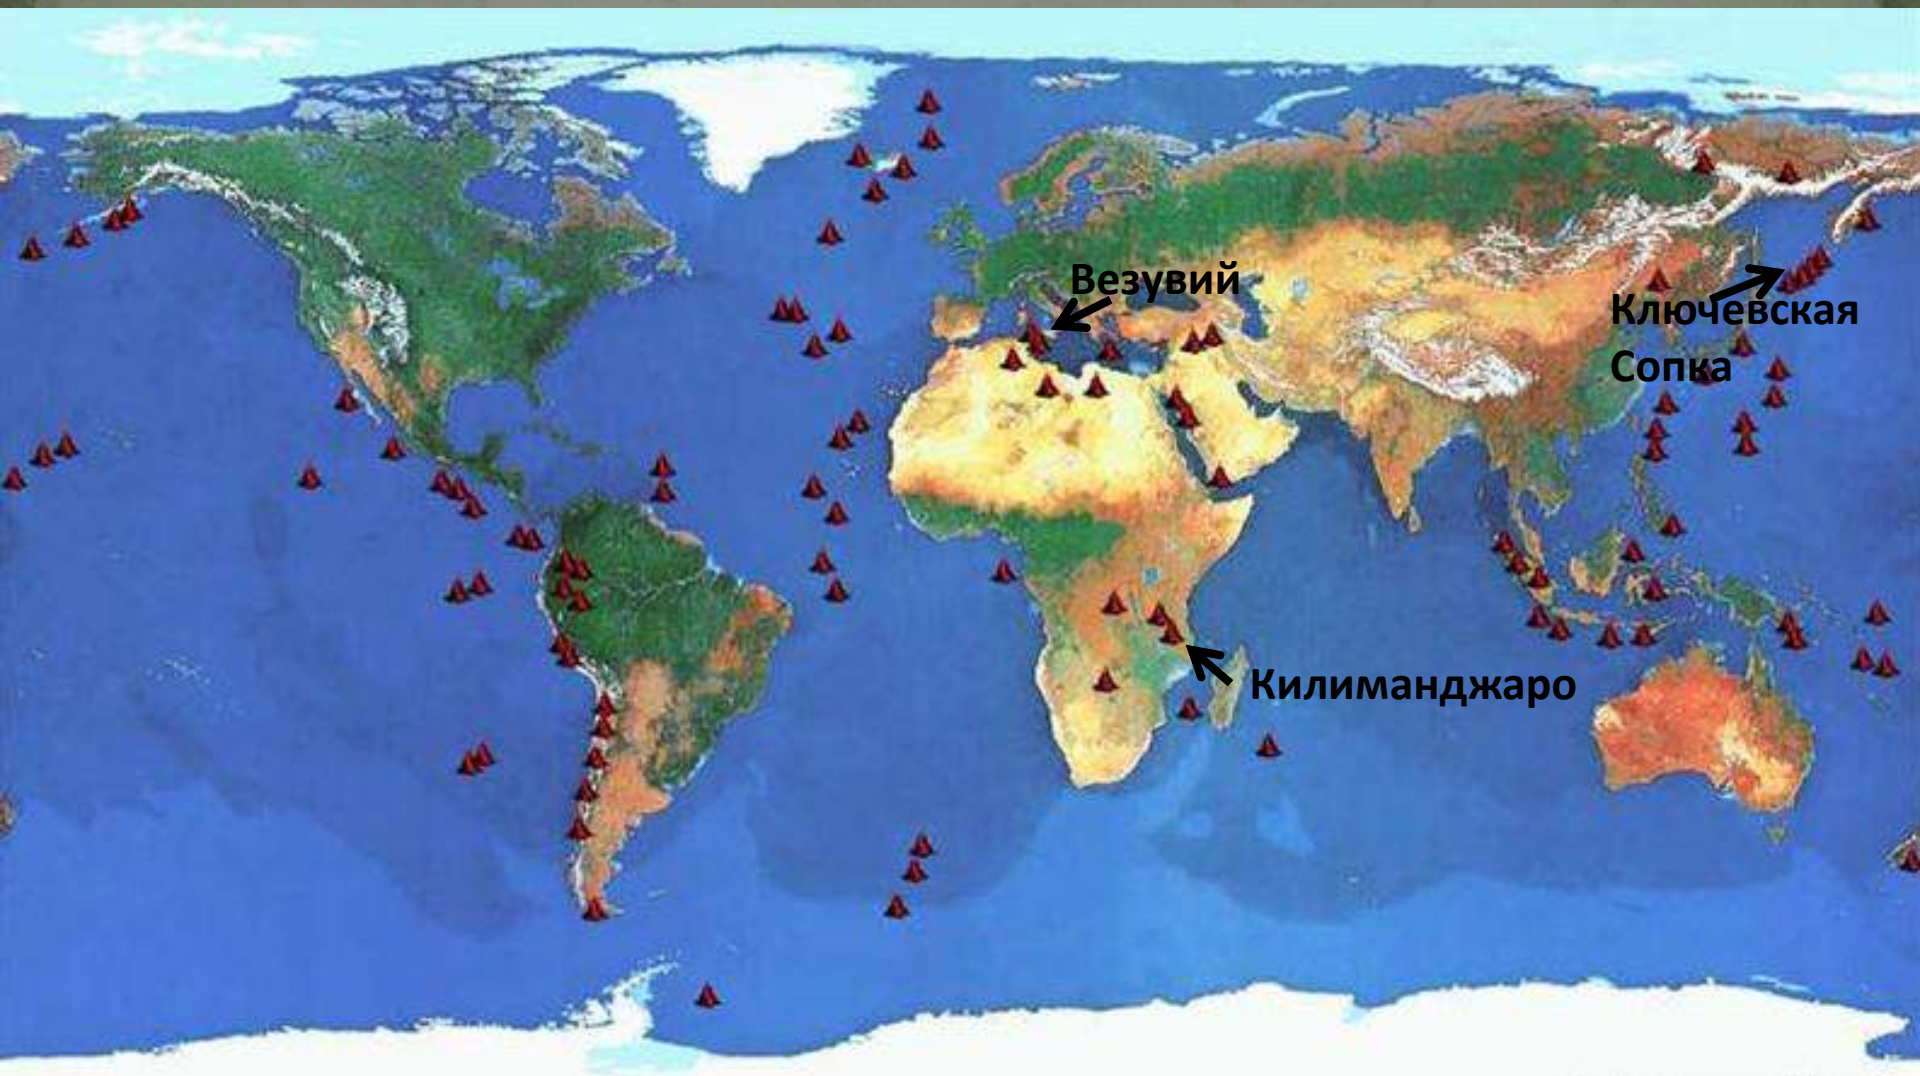 Везувий
Ключевская
Сопка
Килиманджаро